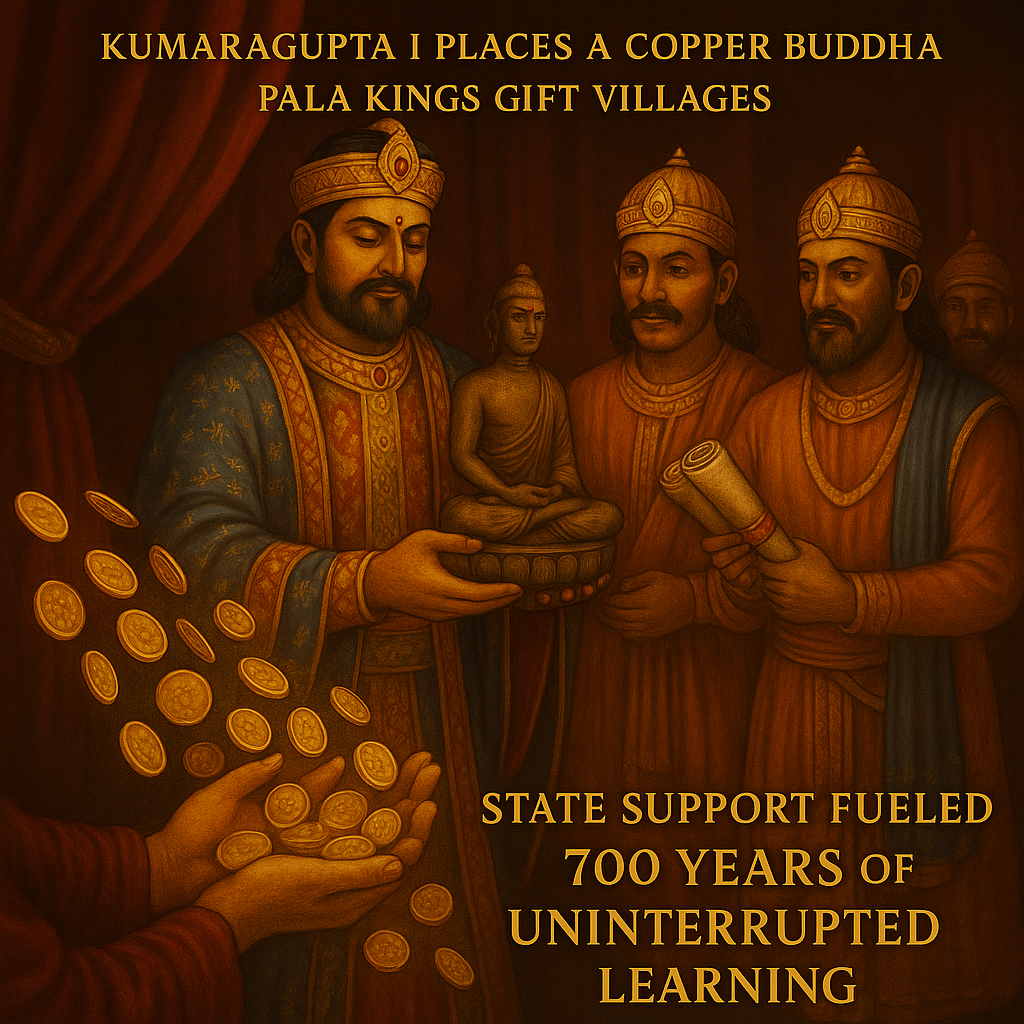 KUMARAGUPTA I PLACES A COPPER BUDDHA
PALA KINGS GIFT VILLAGES
STATE SUPPORT FUELED
700 YEARS OF
UNINTERRUPTED
LEARNING